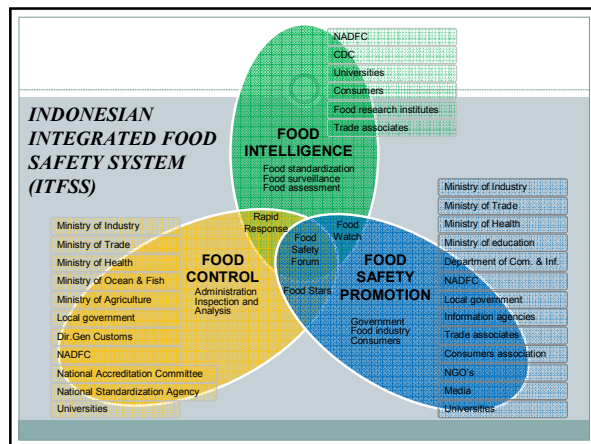 INDONESIAN
INTEGRATED FOOD
SAFETY SYSTEM
(ITFSS)
NADFC
CDC
Universities
Consumers
Food research institutes
Trade associates
FOOD
INTELLIGENCE
Food standardization
Food surveillance
Food assessment
Rapid
Response
Food
Watch
Food
Safety
Forum
Food Stars
Ministry of Industry
Ministry of Trade
Ministry of Health
Ministry of Ocean & Fish
Ministry of Agriculture
Local government
Dir.Gen Customs
NADFC
National Accreditation Committee
National Standardization Agency
Universities
FOOD
CONTROL
Administration
Inspection and
Analysis
FOOD
SAFETY
PROMOTION
Government
Food industry
Consumers
Ministry of Industry
Ministry of Trade
Ministry of Health
Ministry of education
Department of Com. & Inf.
NADFC
Local government
Information agencies
Trade associates
Consumers association
NGO's
Media
Universities